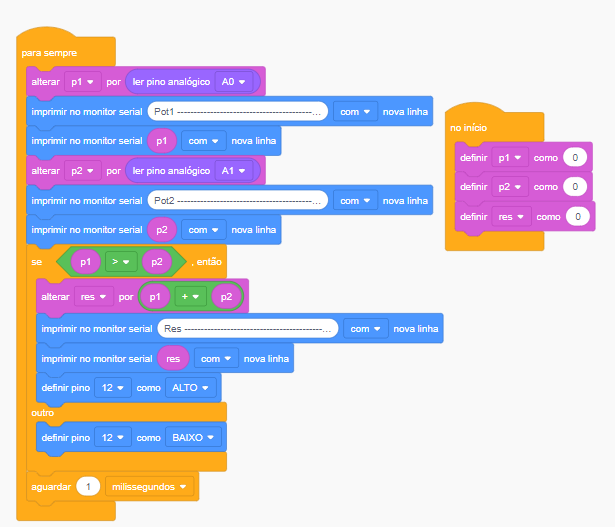 para sempre
alterar p1 por ler pino analógico A0
imprimir no monitor serial Pot1 ----------------------------------------... com nova linha
imprimir no monitor serial p1 com nova linha
alterar p2 por ler pino analógico A1
imprimir no monitor serial Pot2 ----------------------------------------... com nova linha
imprimir no monitor serial p2 com nova linha
se p1 > p2 , então
alterar res por p1 + p2
imprimir no monitor serial Res ------------------------------------------... com nova linha
imprimir no monitor serial res com nova linha
definir pino 12 como ALTO
outro
definir pino 12 como BAIXO
aguardar 1 milissegundos
no início
definir p1 como 0
definir p2 como 0
definir res como 0